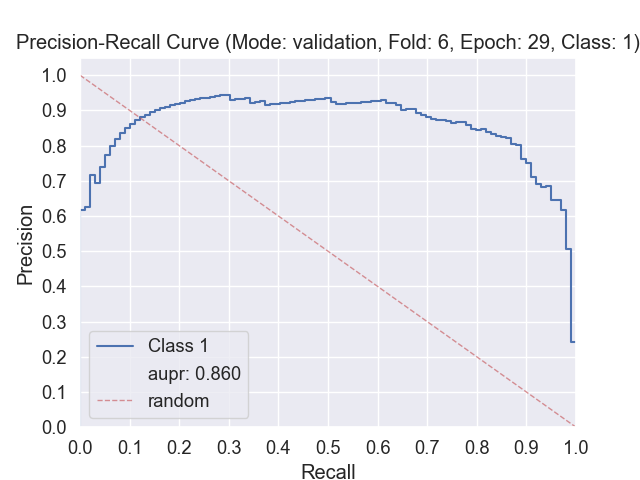 Precision-Recall Curve (Mode: validation, Fold: 6, Epoch: 29, Class: 1)
1.0
0.9
0.8
0.7
0.6
0.5
0.4
0.3
0.2
0.1
0.0
Precision
Class 1
aupr: 0.860
random
0.0 0.1 0.2 0.3 0.4 0.5 0.6 0.7 0.8 0.9 1.0
Recall